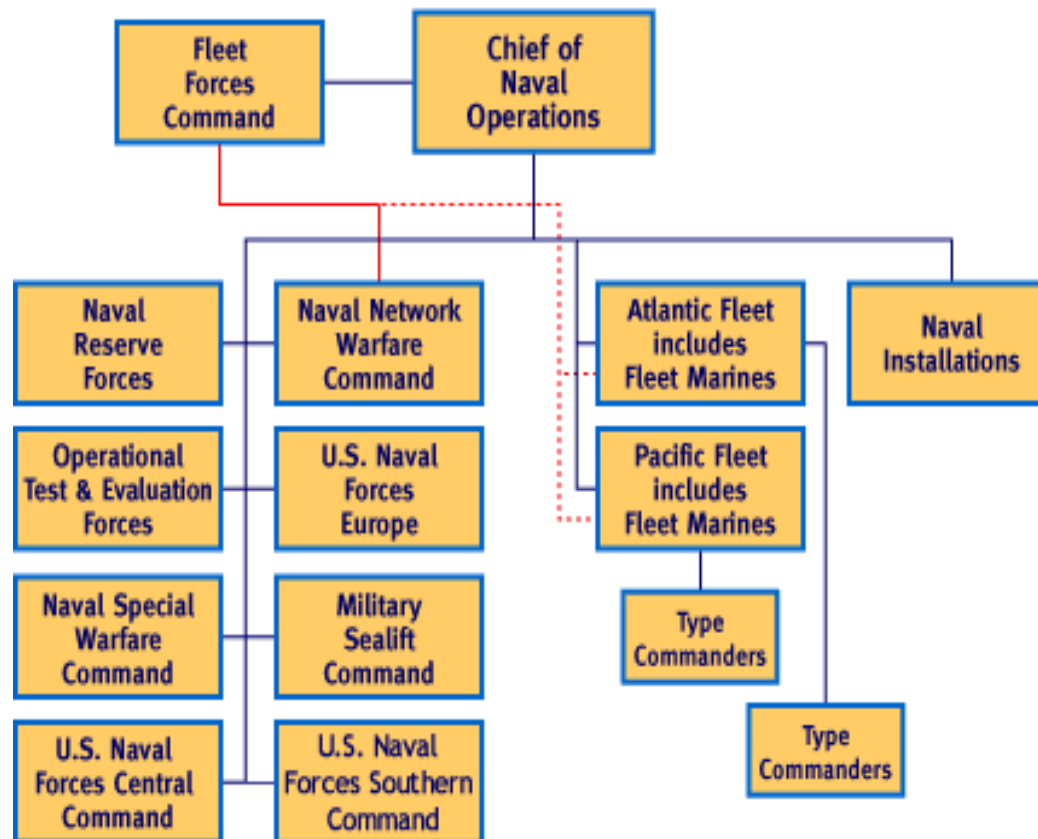 Fleet
Forces
Command
Chief of
Naval
Operations
Naval
Reserve
Forces
Naval Network
Warfare
Command
Atlantic Fleet
includes
Fleet Marines
Naval
Installations
Operational
Test & Evaluation
Forces
U.S. Naval
Forces
Europe
Pacific Fleet
includes
Fleet Marines
Naval Special
Warfare
Command
Military
Sealift
Command
Type
Commanders
U.S. Naval
Forces Central
Command
U.S. Naval
Forces Southern
Command
Type
Commanders